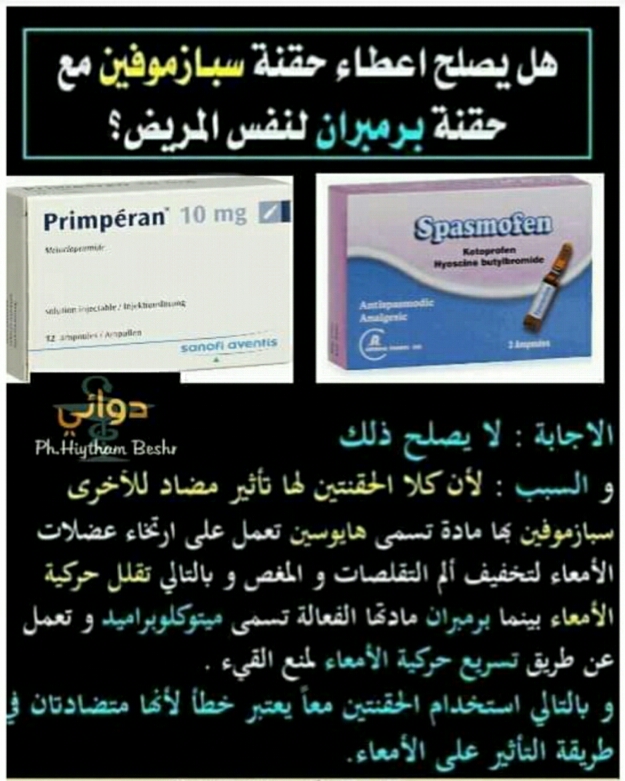 هل يصلح اعطاء حقنة سبازموفين مع
حقنة برمبران لنفس المريض؟
Primpéran™ 10 mg
Metoclopramide
solution injectable / Injektionslösung
12 ampoules / Ampullen
sanofi aventis
Spasmofen
Ketoprofen
Hyoscine butylbromide
Antispasmodic
Analgesic
3 Ampoules
دوائي
Ph.Hiytham Beshr
الاجابة : لا يصلح ذلك
و السبب : لأن كلا الحقنتين لها تأثير مضاد للآخرى
سبازموفين بها مادة تسمى هايوسين تعمل على ارتخاء عضلات
الأمعاء لتخفيف ألم التقلصات و المغص و بالتالي تقلل حركية
الأمعاء بينما برمبران مادتها الفعالة تسمى ميتوكلوبراميد و تعمل
عن طريق تسريع حركية الأمعاء لمنع القيء .
و بالتالي استخدام الحقنتين معاً يعتبر خطأ لأنها متضادتان في
طريقة التأثير على الأمعاء.